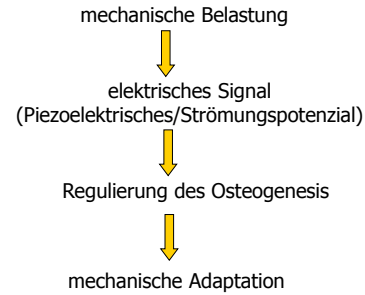 mechanische Belastung
elektrisches Signal
(Piezoelektrisches/Strömungspotenzial)
Regulierung des Osteogenesis
mechanische Adaptation